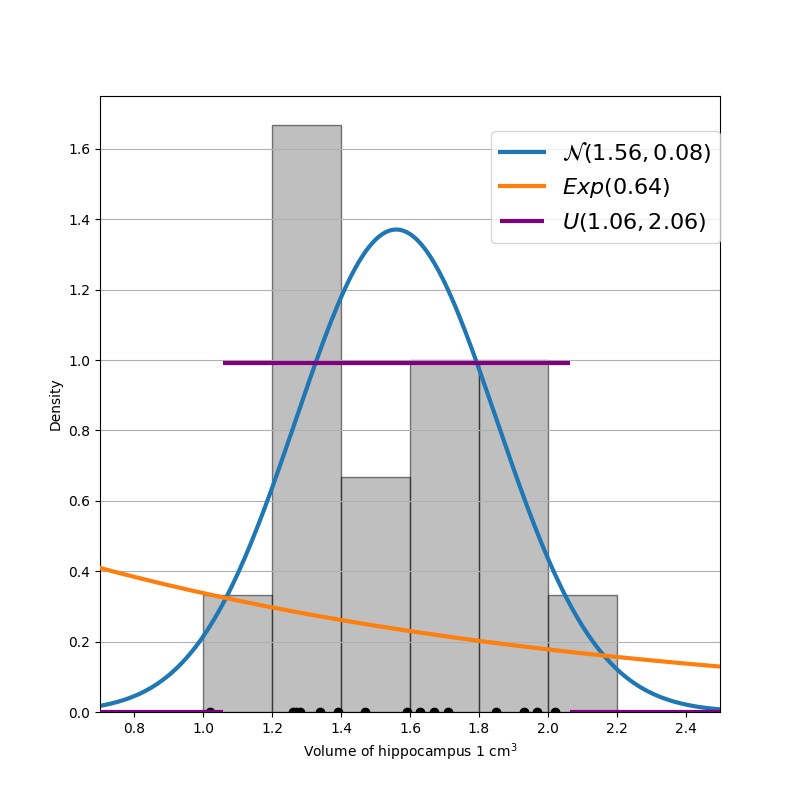 𝒩(1.56, 0.08)
Exp(0.64)
U(1.06, 2.06)
1.6
1.4
1.2
1.0
0.8
0.6
0.4
0.2
0.0
Density
0.8 1.0 1.2 1.4 1.6 1.8 2.0 2.2 2.4
Volume of hippocampus 1 cm³